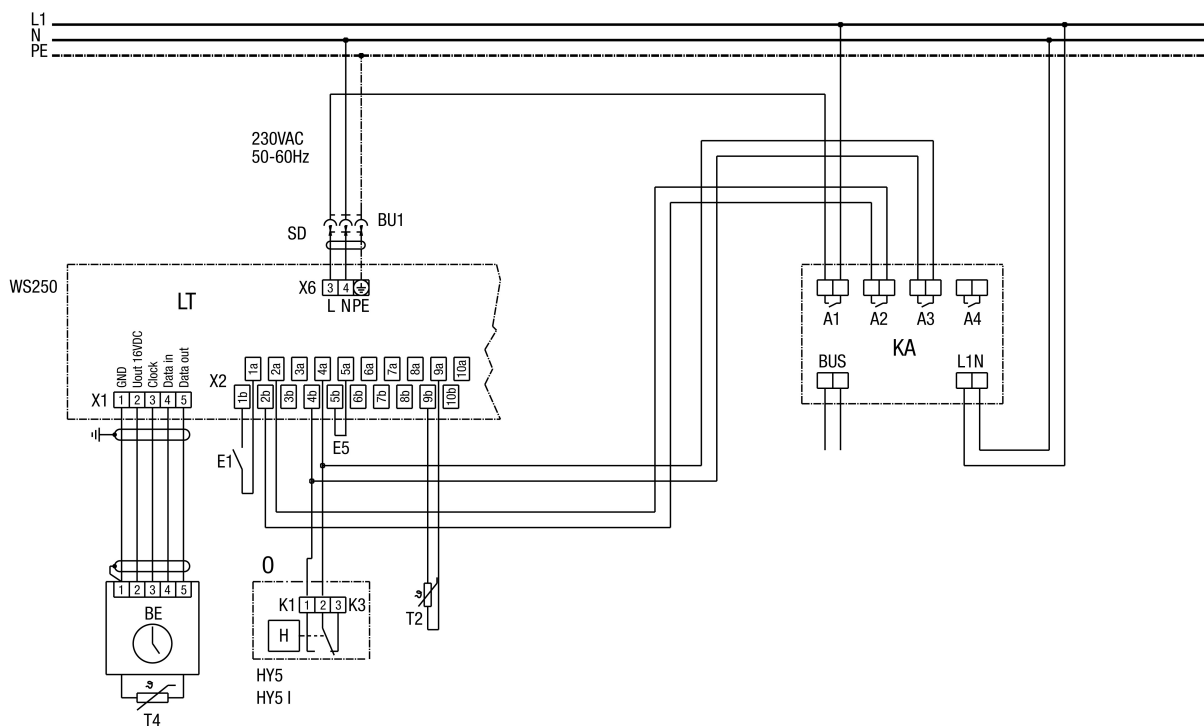 L1
N
PE
230VAC
50-60Hz
SD
BU1
WS250
LT
X6
3
4
L
N
PE
A1
A2
A3
A4
KA
BUS
L1N
GND
Uout 16VDC
Clock
Data in
Data out
X1
1
2
3
4
5
X2
1a
2a
3a
4a
5a
6a
7a
8a
9a
10a
1b
2b
3b
4b
5b
6b
7b
8b
9b
10b
E1
E5
1
2
3
4
5
BE
ϑ
T4
0
K1
1
2
3
K3
H
HY5
HY5 I
ϑ
T2